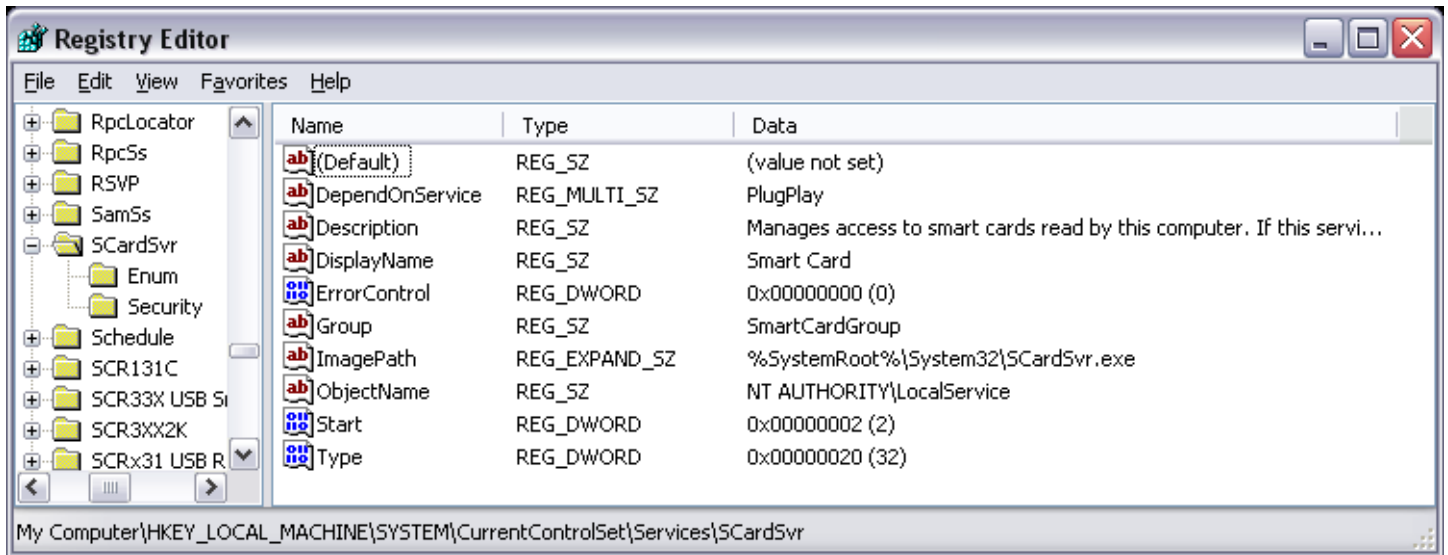 Registry Editor
File Edit View Favorites Help
RpcLocator
RpcSs
RSVP
SamSs
SCardSvr
Enum
Security
Schedule
SCR131C
SCR33X USB
SCR3XX2K
SCRx31 USB R
Name Type Data
(Default) REG_SZ (value not set)
DependOnService REG_MULTI_SZ PlugPlay
Description REG_SZ Manages access to smart cards read by this computer. If this servi...
DisplayName REG_SZ Smart Card
ErrorControl REG_DWORD 0x00000000 (0)
Group REG_SZ SmartCardGroup
ImagePath REG_EXPAND_SZ %SystemRoot%\System32\SCardSvr.exe
ObjectName REG_SZ NT AUTHORITY\LocalService
Start REG_DWORD 0x00000002 (2)
Type REG_DWORD 0x00000020 (32)
My Computer\HKEY_LOCAL_MACHINE\SYSTEM\CurrentControlSet\Services\SCardSvr